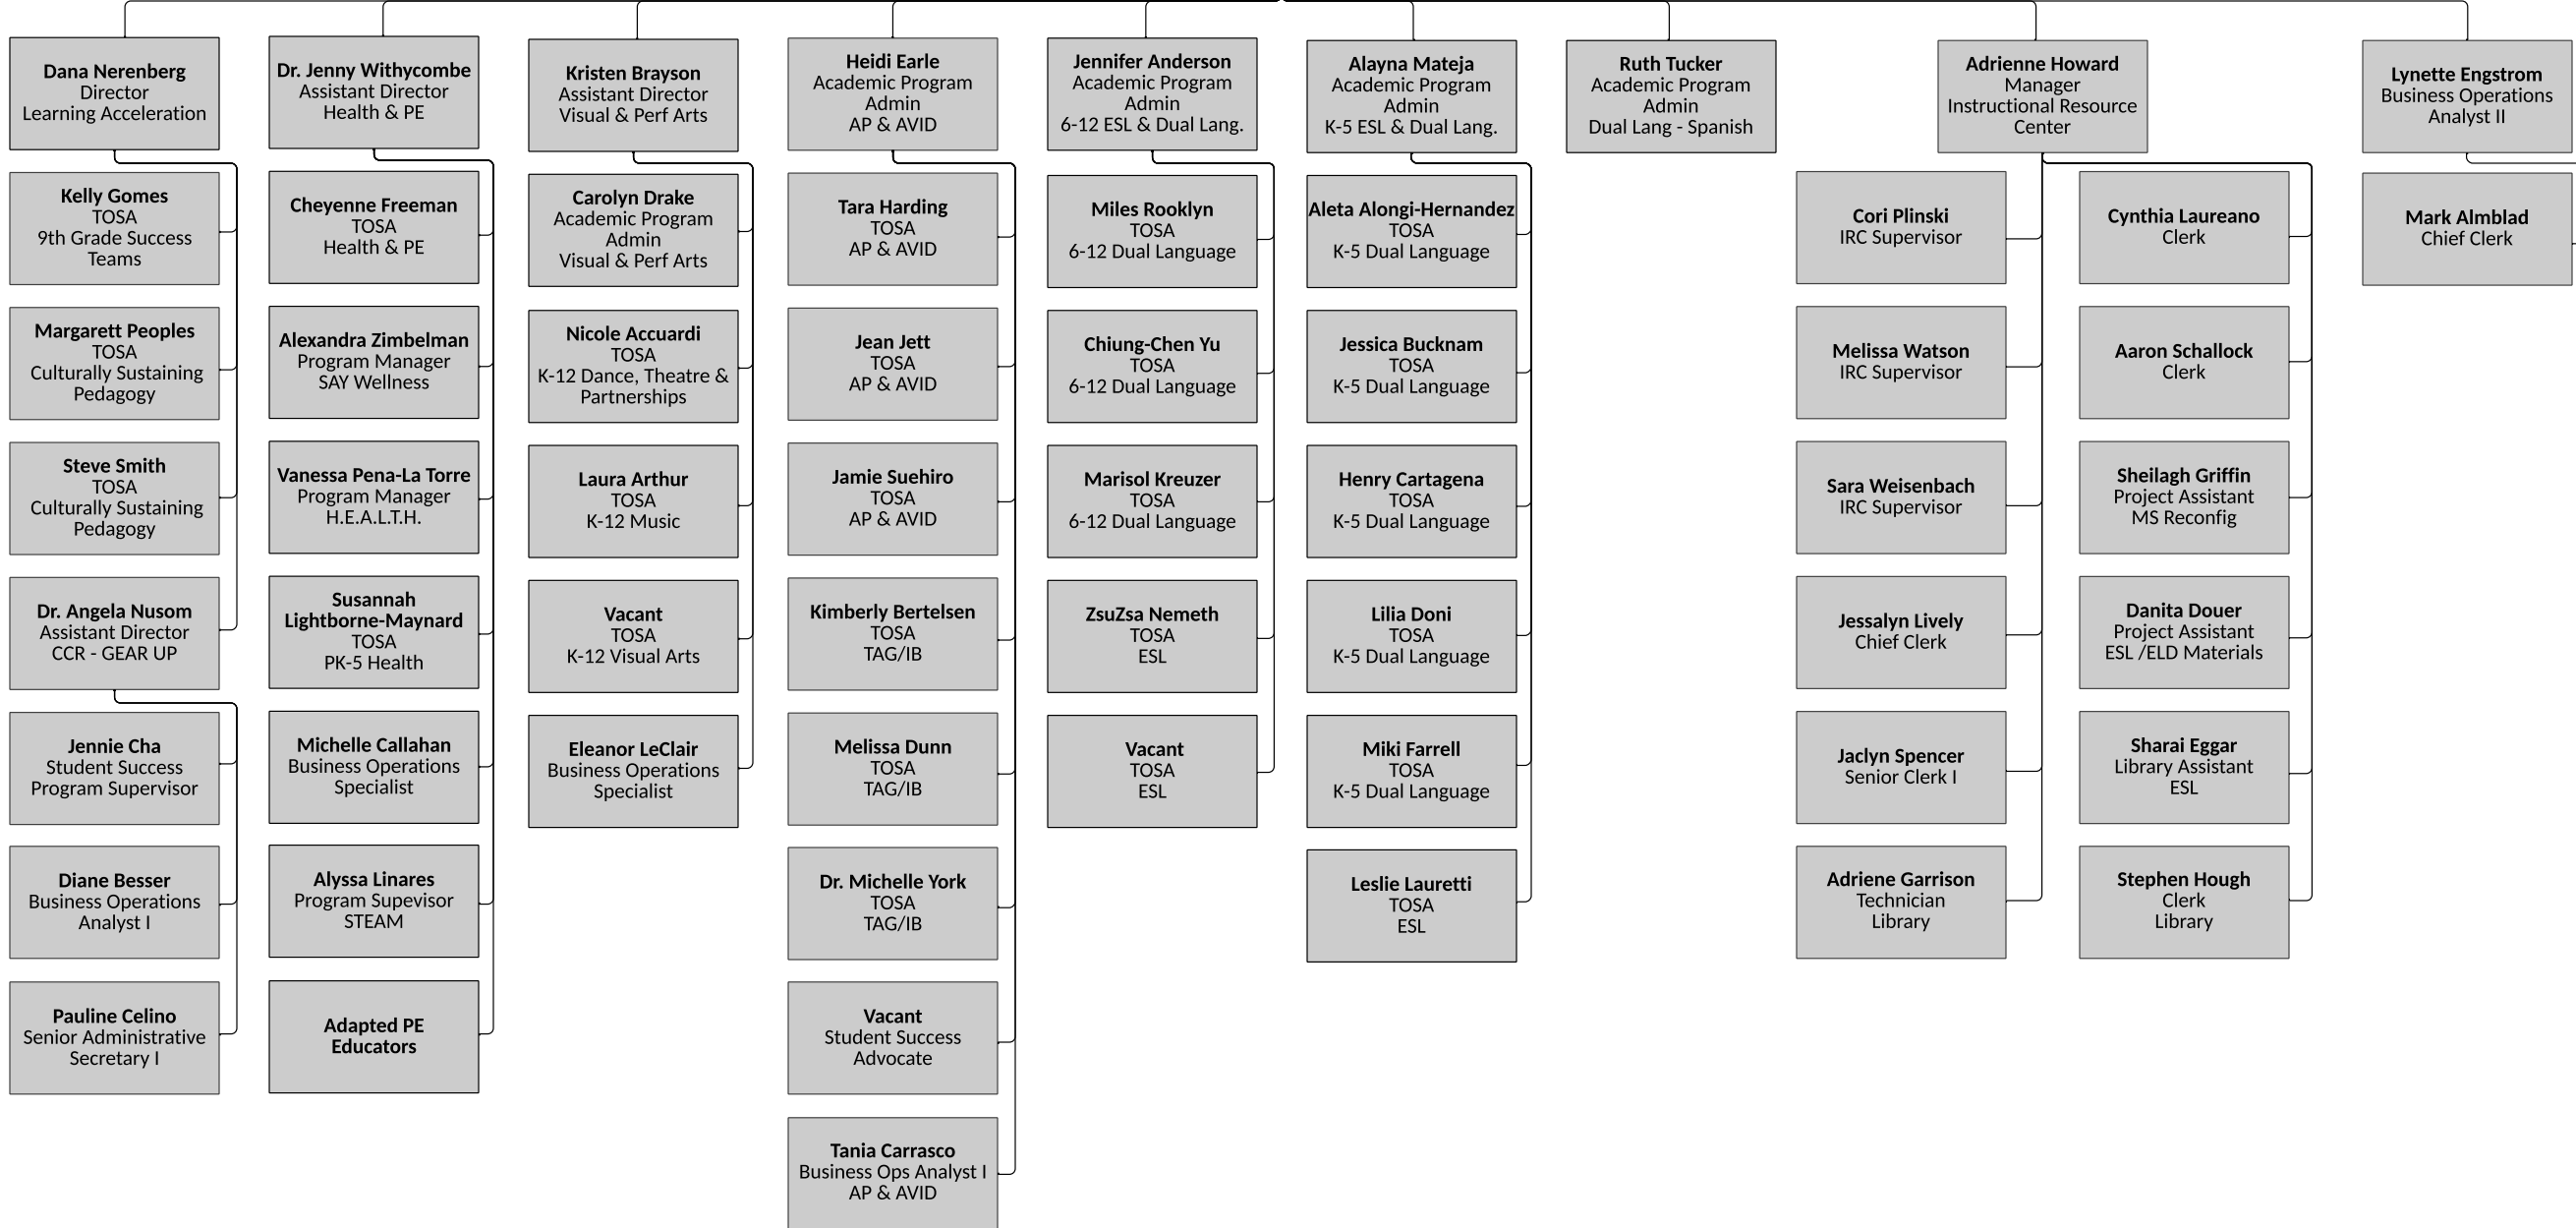 Dana Nerenberg
Director
Learning Acceleration
Kelly Gomes
TOSA
9th Grade Success
Teams
Margarett Peoples
TOSA
Culturally Sustaining
Pedagogy
Steve Smith
TOSA
Culturally Sustaining
Pedagogy
Dr. Angela Nusom
Assistant Director
CCR - GEAR UP
Jennie Cha
Student Success
Program Supervisor
Diane Besser
Business Operations
Analyst I
Pauline Celino
Senior Administrative
Secretary I
Dr. Jenny Withycombe
Assistant Director
Health & PE
Cheyenne Freeman
TOSA
Health & PE
Alexandra Zimbelman
Program Manager
SAY Wellness
Vanessa Pena-La Torre
Program Manager
H.E.A.L.T.H.
Susannah
Lightborne-Maynard
TOSA
PK-5 Health
Michelle Callahan
Business Operations
Specialist
Alyssa Linares
Program Supevisor
STEAM
Adapted PE
Educators
Kristen Brayson
Assistant Director
Visual & Perf Arts
Carolyn Drake
Academic Program
Admin
Visual & Perf Arts
Nicole Accuardi
TOSA
K-12 Dance, Theatre &
Partnerships
Laura Arthur
TOSA
K-12 Music
Vacant
TOSA
K-12 Visual Arts
Eleanor LeClair
Business Operations
Specialist
Heidi Earle
Academic Program
Admin
AP & AVID
Tara Harding
TOSA
AP & AVID
Jean Jett
TOSA
AP & AVID
Jamie Suehiro
TOSA
AP & AVID
Kimberly Bertelsen
TOSA
TAG/IB
Melissa Dunn
TOSA
TAG/IB
Dr. Michelle York
TOSA
TAG/IB
Vacant
Student Success
Advocate
Tania Carrasco
Business Ops Analyst I
AP & AVID
Jennifer Anderson
Academic Program
Admin
6-12 ESL & Dual Lang.
Miles Rooklyn
TOSA
6-12 Dual Language
Chiung-Chen Yu
TOSA
6-12 Dual Language
Marisol Kreuzer
TOSA
6-12 Dual Language
ZsuZsa Nemeth
TOSA
ESL
Vacant
TOSA
ESL
Alayna Mateja
Academic Program
Admin
K-5 ESL & Dual Lang.
Aleta Alongi-Hernandez
TOSA
K-5 Dual Language
Jessica Bucknam
TOSA
K-5 Dual Language
Henry Cartagena
TOSA
K-5 Dual Language
Lilia Doni
TOSA
K-5 Dual Language
Miki Farrell
TOSA
K-5 Dual Language
Leslie Lauretti
TOSA
ESL
Ruth Tucker
Academic Program
Admin
Dual Lang - Spanish
Adrienne Howard
Manager
Instructional Resource
Center
Cori Plinski
IRC Supervisor
Melissa Watson
IRC Supervisor
Sara Weisenbach
IRC Supervisor
Jessalyn Lively
Chief Clerk
Jaclyn Spencer
Senior Clerk I
Adriene Garrison
Technician
Library
Cynthia Laureano
Clerk
Aaron Schallock
Clerk
Sheilagh Griffin
Project Assistant
MS Reconfig
Danita Douer
Project Assistant
ESL /ELD Materials
Sharai Eggar
Library Assistant
ESL
Stephen Hough
Clerk
Library
Lynette Engstrom
Business Operations
Analyst II
Mark Almblad
Chief Clerk